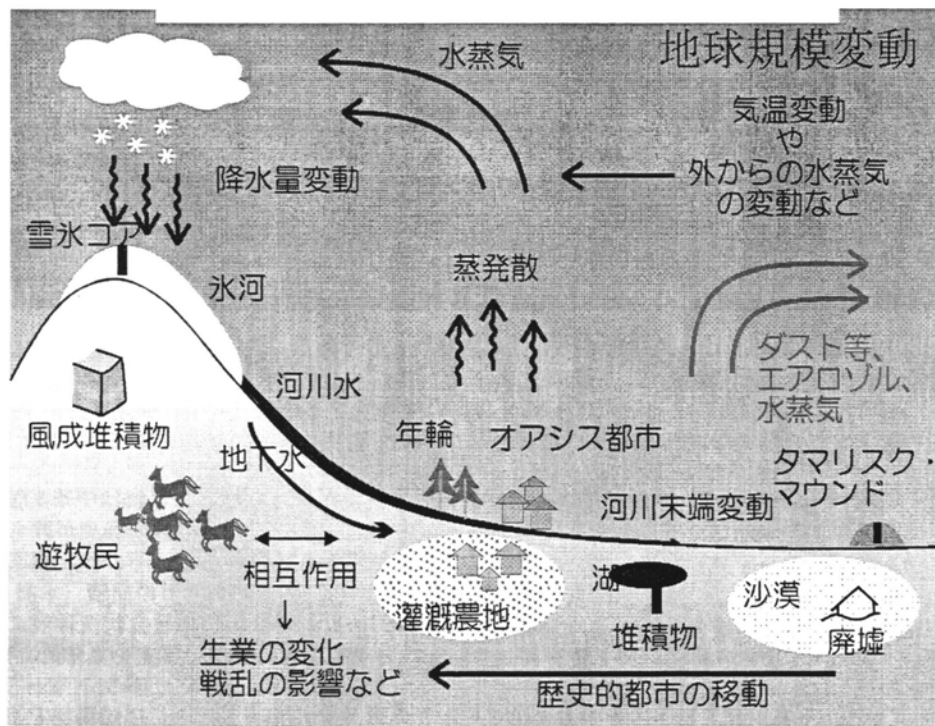 地球規模変動
水蒸気
気温変動
や
外からの水蒸気
の変動など
降水量変動
雪氷コア
氷河
蒸発散
ダスト等、
エアロゾル、
水蒸気
河川水
風成堆積物
年輪
オアシス都市
地下水
タマリスク・
マウンド
河川末端変動
遊牧民
相互作用
灌漑農地
湖
堆積物
沙漠
廃墟
生業の変化
戦乱の影響など
歴史的都市の移動